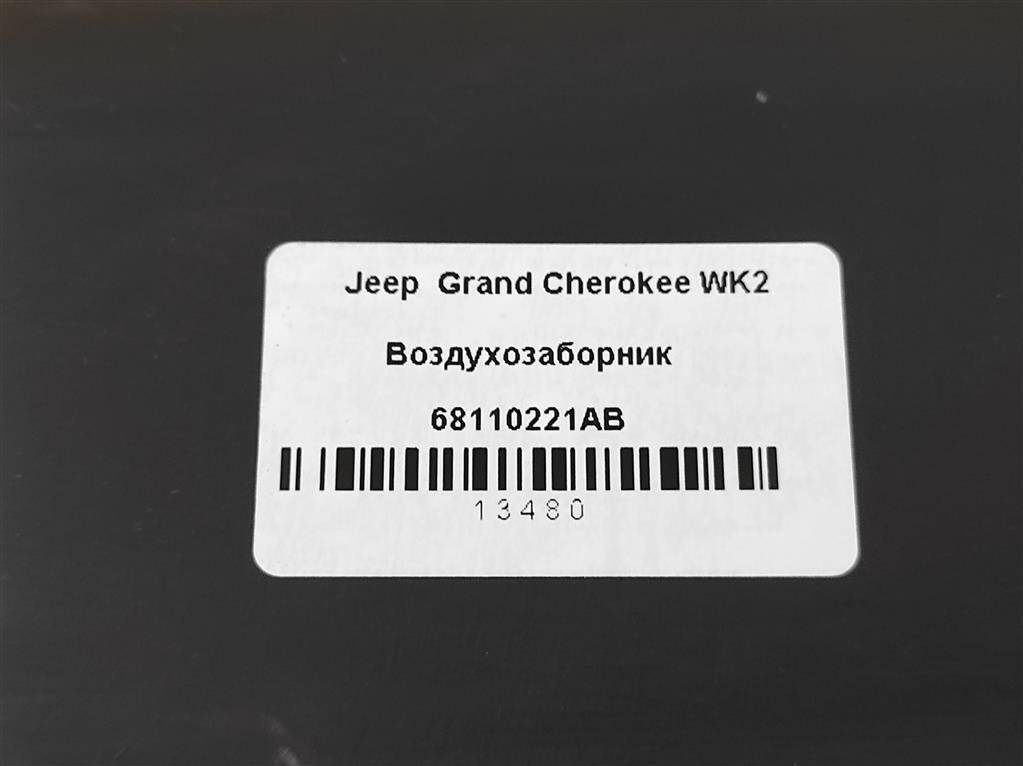 Jeep Grand Cherokee WK2
Воздухозаборник
68110221AB
13480